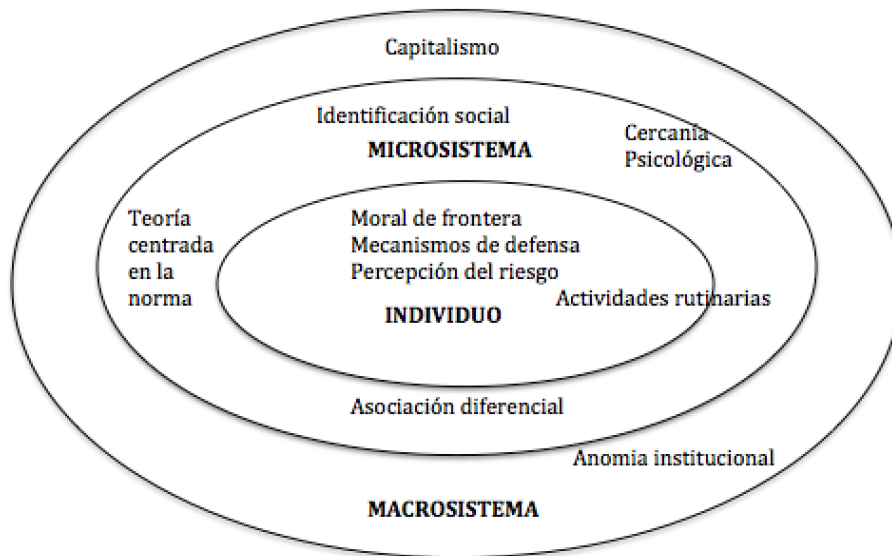 Capitalismo
Identificación social
MICROSISTEMA
Cercanía
Psicológica
Teoría
centrada
en la
norma
Moral de frontera
Mecanismos de defensa
Percepción del riesgo
Actividades rutinarias
INDIVIDUO
Asociación diferencial
Anomia institucional
MACROSISTEMA